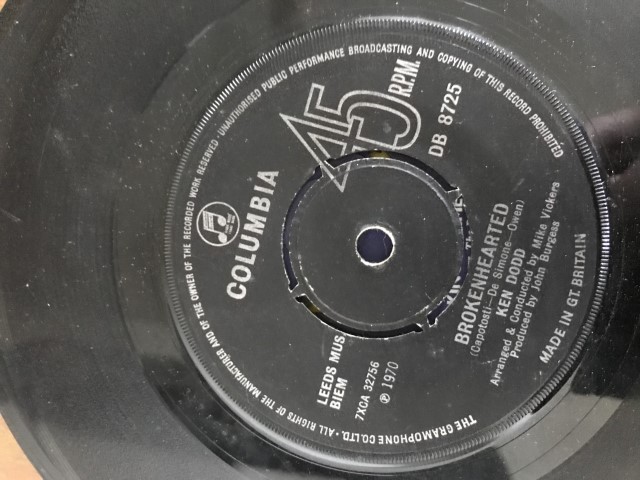 THE GRAMOPHONE CO. LTD. · ALL RIGHTS OF THE MANUFACTURER AND OF THE OWNER OF THE RECORDED WORK RESERVED · UNAUTHORISED PUBLIC PERFORMANCE BROADCASTING AND COPYING OF THIS RECORD PROHIBITED
COLUMBIA
45
R.P.M.
DB 8725
LEEDS MUS.
BIEM
7XCA 32756
℗ 1970
BROKENHEARTED
(Capotosti—De Simone—Owen)
KEN DODD
Arranged & Conducted by Mike Vickers
Produced by John Burgess
MADE IN GT. BRITAIN